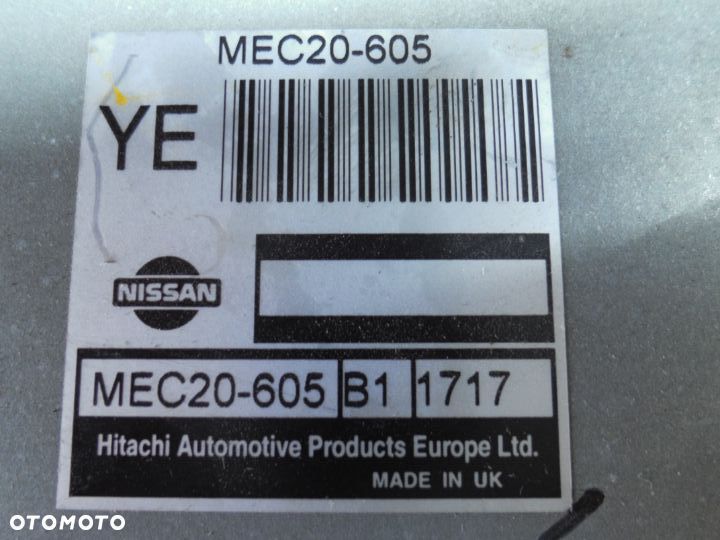 MEC20-605
YE
NISSAN
MEC20-605 B1 1717
Hitachi Automotive Products Europe Ltd.
MADE IN UK
OTOMOTO